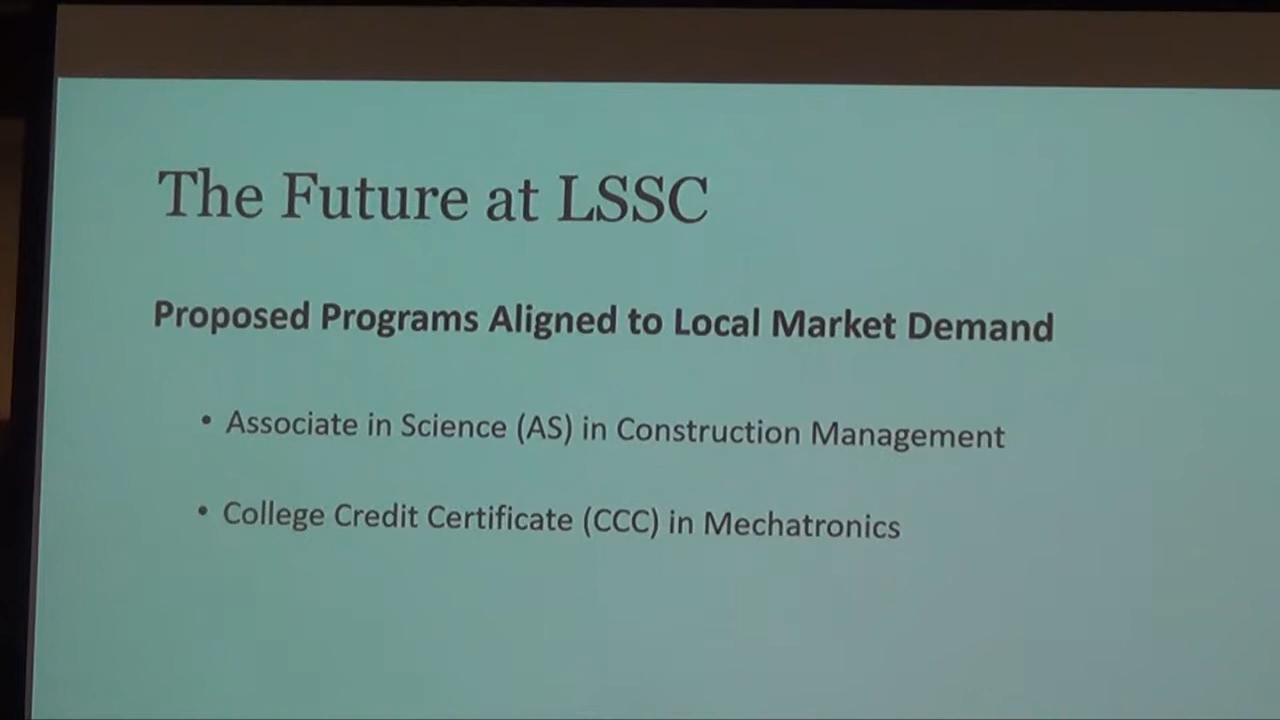 The Future at LSSC
Proposed Programs Aligned to Local Market Demand
• Associate in Science (AS) in Construction Management
• College Credit Certificate (CCC) in Mechatronics